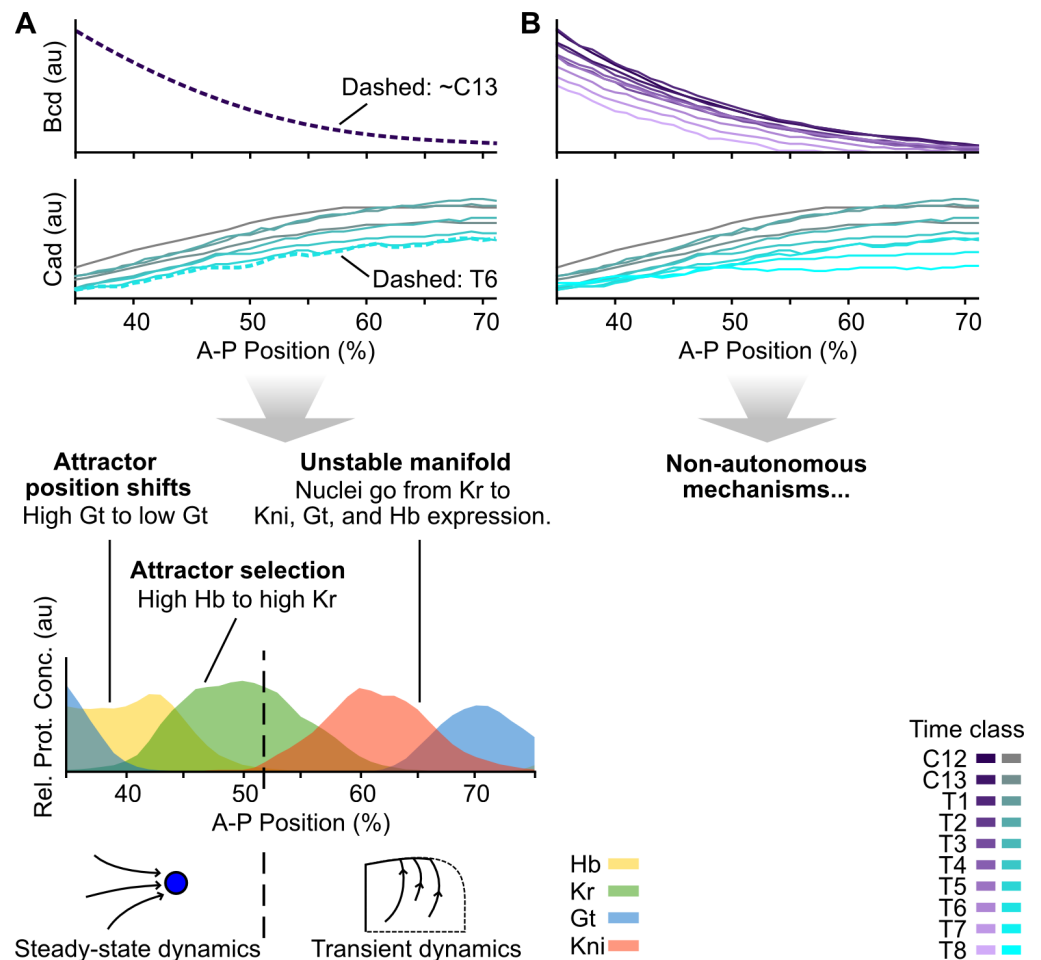 A
B
Bcd (au)
Dashed: ~C13
Cad (au)
Dashed: T6
40 50 60 70
40 50 60 70
A-P Position (%)
A-P Position (%)
Attractor
position shifts
High Gt to low Gt
Unstable manifold
Nuclei go from Kr to
Kni, Gt, and Hb expression.
Non-autonomous
mechanisms...
Attractor selection
High Hb to high Kr
Rel. Prot. Conc. (au)
40 50 60 70
A-P Position (%)
Steady-state dynamics
Transient dynamics
Hb
Kr
Gt
Kni
Time class
C12
C13
T1
T2
T3
T4
T5
T6
T7
T8